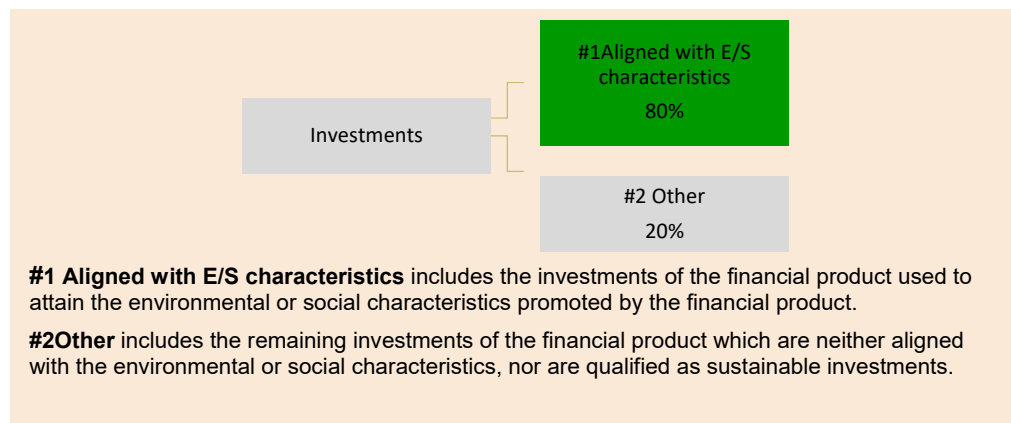 #1Aligned with E/S
characteristics
80%
Investments
#2 Other
20%
#1 Aligned with E/S characteristics includes the investments of the financial product used to
attain the environmental or social characteristics promoted by the financial product.
#2Other includes the remaining investments of the financial product which are neither aligned
with the environmental or social characteristics, nor are qualified as sustainable investments.